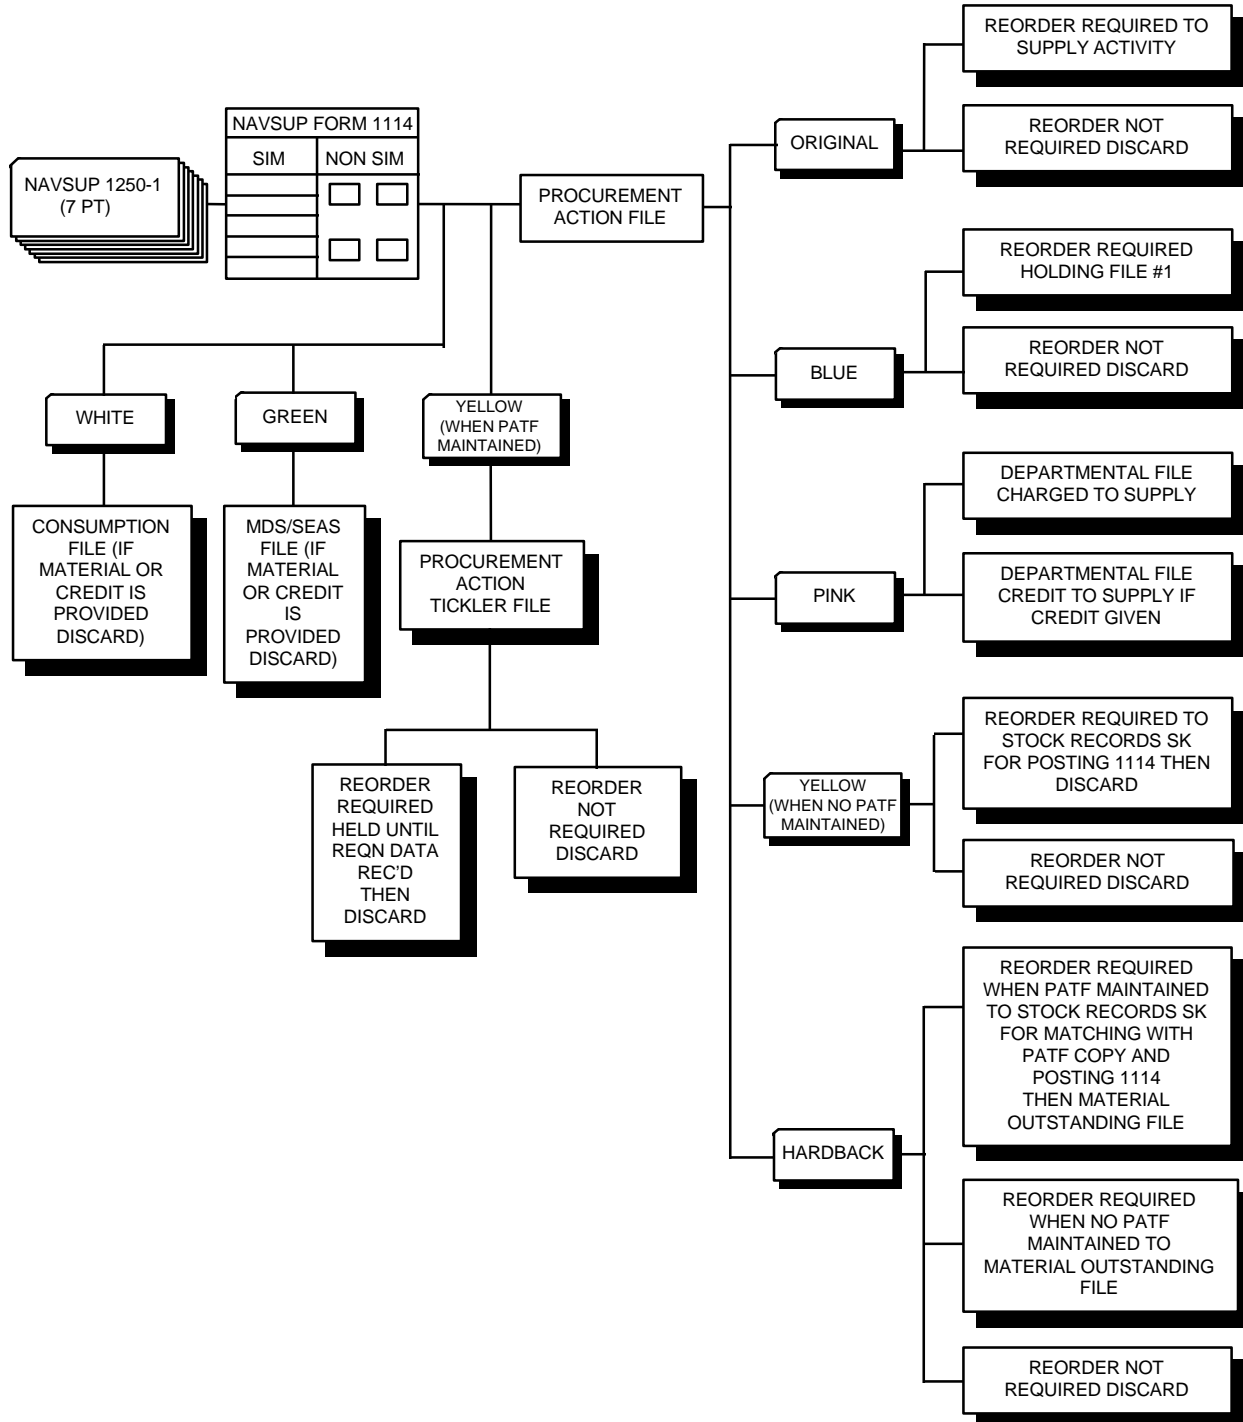 NAVSUP 1250-1
(7 PT)
NAVSUP FORM 1114
SIM
NON SIM
PROCUREMENT
ACTION FILE
WHITE
CONSUMPTION
FILE (IF
MATERIAL OR
CREDIT IS
PROVIDED
DISCARD)
GREEN
MDS/SEAS
FILE (IF
MATERIAL
OR CREDIT
IS
PROVIDED
DISCARD)
YELLOW
(WHEN PATF
MAINTAINED)
PROCUREMENT
ACTION
TICKLER FILE
REORDER
REQUIRED
HELD UNTIL
REQN DATA
REC'D
THEN
DISCARD
REORDER
NOT
REQUIRED
DISCARD
ORIGINAL
REORDER REQUIRED TO
SUPPLY ACTIVITY
REORDER NOT
REQUIRED DISCARD
BLUE
REORDER REQUIRED
HOLDING FILE #1
REORDER NOT
REQUIRED DISCARD
PINK
DEPARTMENTAL FILE
CHARGED TO SUPPLY
DEPARTMENTAL FILE
CREDIT TO SUPPLY IF
CREDIT GIVEN
YELLOW
(WHEN NO PATF
MAINTAINED)
REORDER REQUIRED TO
STOCK RECORDS SK
FOR POSTING 1114 THEN
DISCARD
REORDER NOT
REQUIRED DISCARD
HARDBACK
REORDER REQUIRED
WHEN PATF MAINTAINED
TO STOCK RECORDS SK
FOR MATCHING WITH
PATF COPY AND
POSTING 1114
THEN MATERIAL
OUTSTANDING FILE
REORDER REQUIRED
WHEN NO PATF
MAINTAINED TO
MATERIAL OUTSTANDING
FILE
REORDER NOT
REQUIRED DISCARD